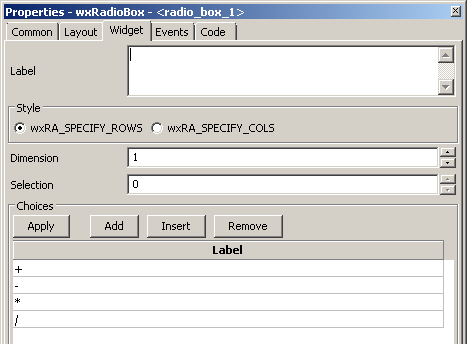 Properties - wxRadioBox - <radio_box_1>
Common Layout Widget Events Code
Label
Style
wxRA_SPECIFY_ROWS wxRA_SPECIFY_COLS
Dimension 1
Selection 0
Choices
Apply Add Insert Remove
Label
+
-
*
/